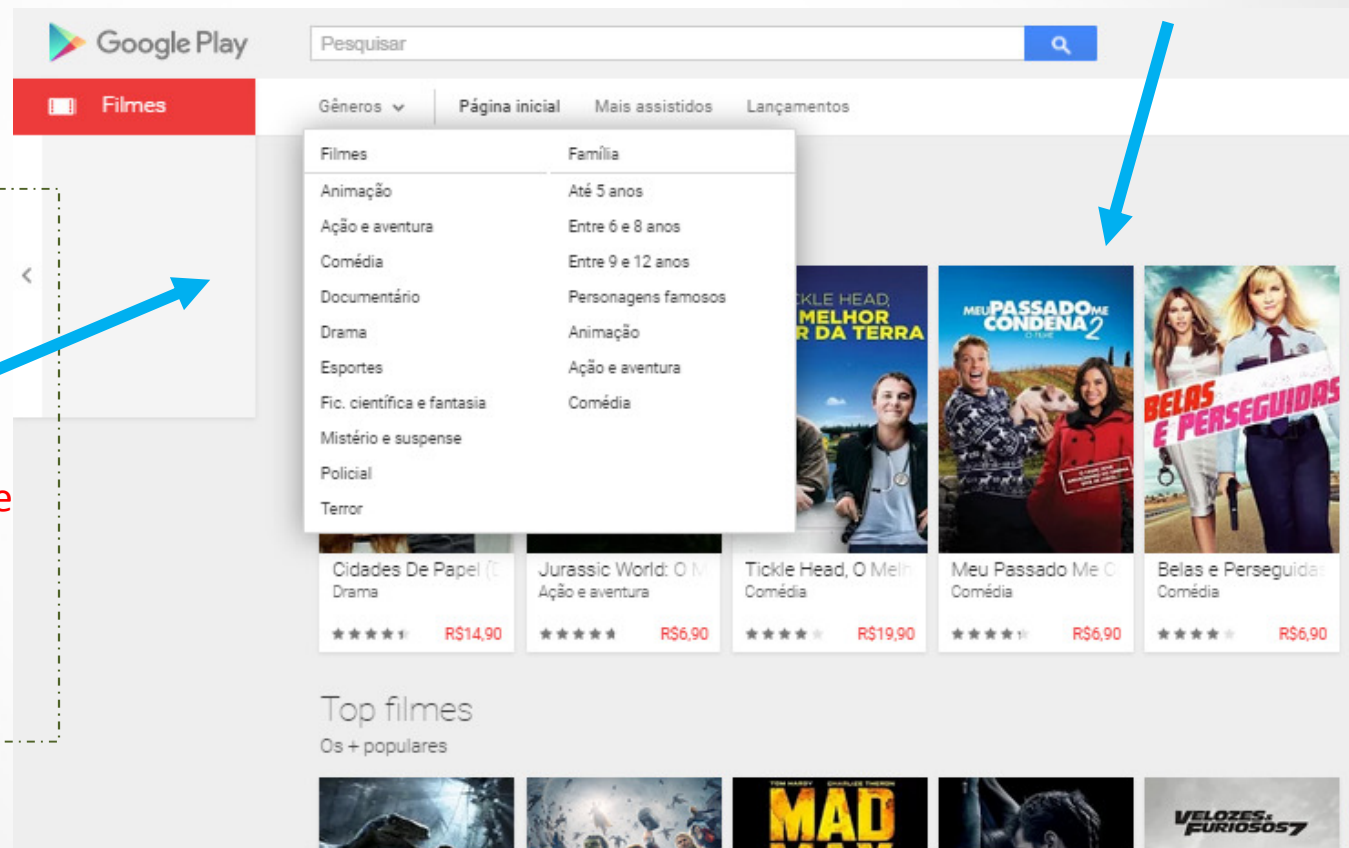 Google Play
Pesquisar
Filmes
Gêneros Página inicial Mais assistidos Lançamentos
Filmes
Animação
Ação e aventura
Comédia
Documentário
Drama
Esportes
Fic. científica e fantasia
Mistério e suspense
Policial
Terror
Família
Até 5 anos
Entre 6 e 8 anos
Entre 9 e 12 anos
Personagens famosos
Animação
Ação e aventura
Comédia
e
KLE HEAD,
MELHOR
R DA TERRA
MEU PASSADO ME
CONDENA 2
O FILME
BELAS
E PERSEGUIDAS
Cidades De Papel (
Drama
R$14,90
Jurassic World: O M
Ação e aventura
R$6,90
Tickle Head, O Melh
Comédia
R$19,90
Meu Passado Me C
Comédia
R$6,90
Belas e Perseguidas
Comédia
R$6,90
Top filmes
Os + populares
TOM HARDY CHARLIZE THERON
MAD
MAX
VELOZES &
FURIOSOS 7